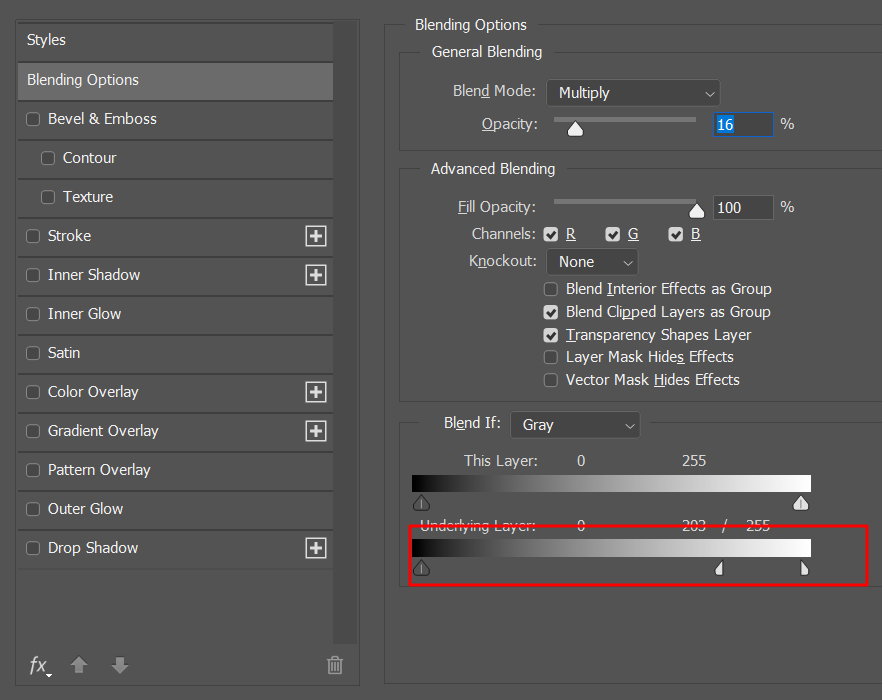 Styles
Blending Options
Bevel & Emboss
Contour
Texture
Stroke
Inner Shadow
Inner Glow
Satin
Color Overlay
Gradient Overlay
Pattern Overlay
Outer Glow
Drop Shadow
fx
Blending Options
General Blending
Blend Mode: Multiply
Opacity: 16 %
Advanced Blending
Fill Opacity: 100 %
Channels: R G B
Knockout: None
Blend Interior Effects as Group
Blend Clipped Layers as Group
Transparency Shapes Layer
Layer Mask Hides Effects
Vector Mask Hides Effects
Blend If: Gray
This Layer: 0 255
Underlying Layer: 0 203 / 255